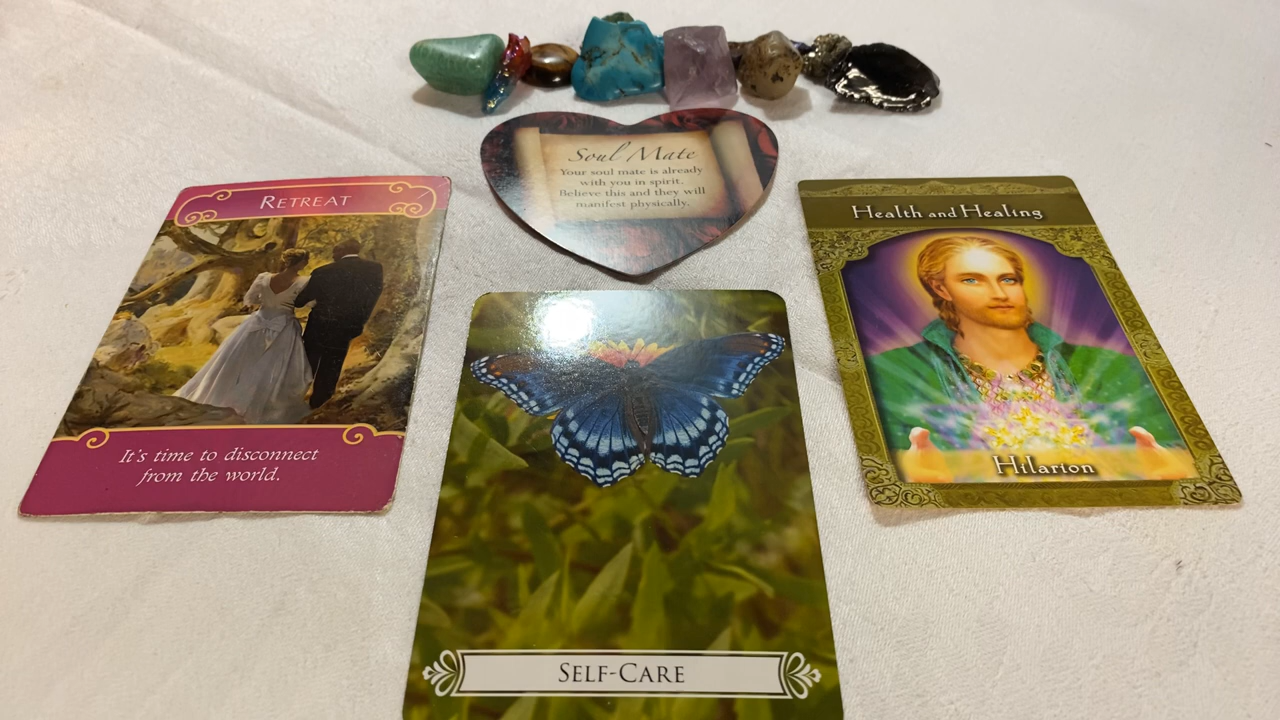 Soul Mate
Your soul mate is already
with you in spirit.
Believe this and they will
manifest physically.
RETREAT
It's time to disconnect
from the world.
Health and Healing
Hilarion
SELF-CARE